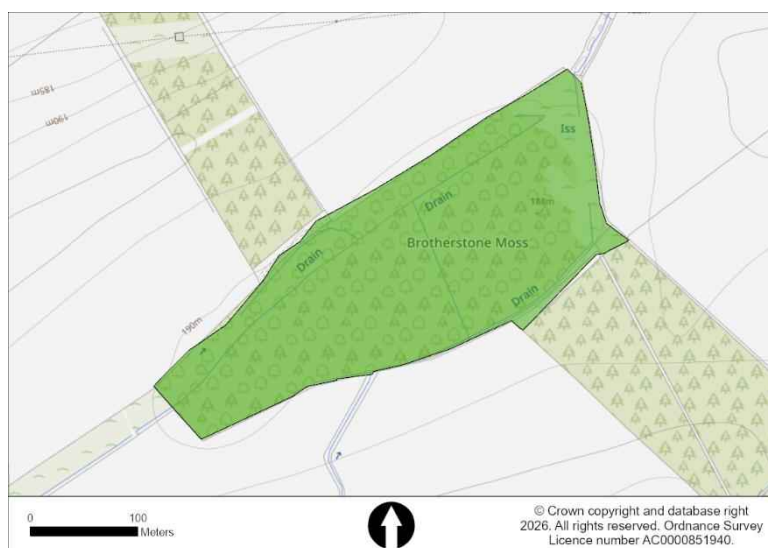 185m
190m
Iss
188m
Drain
Brotherstone Moss
Drain
Drain
190m
0 100
Meters
© Crown copyright and database right
2026. All rights reserved. Ordnance Survey
Licence number AC0000851940.